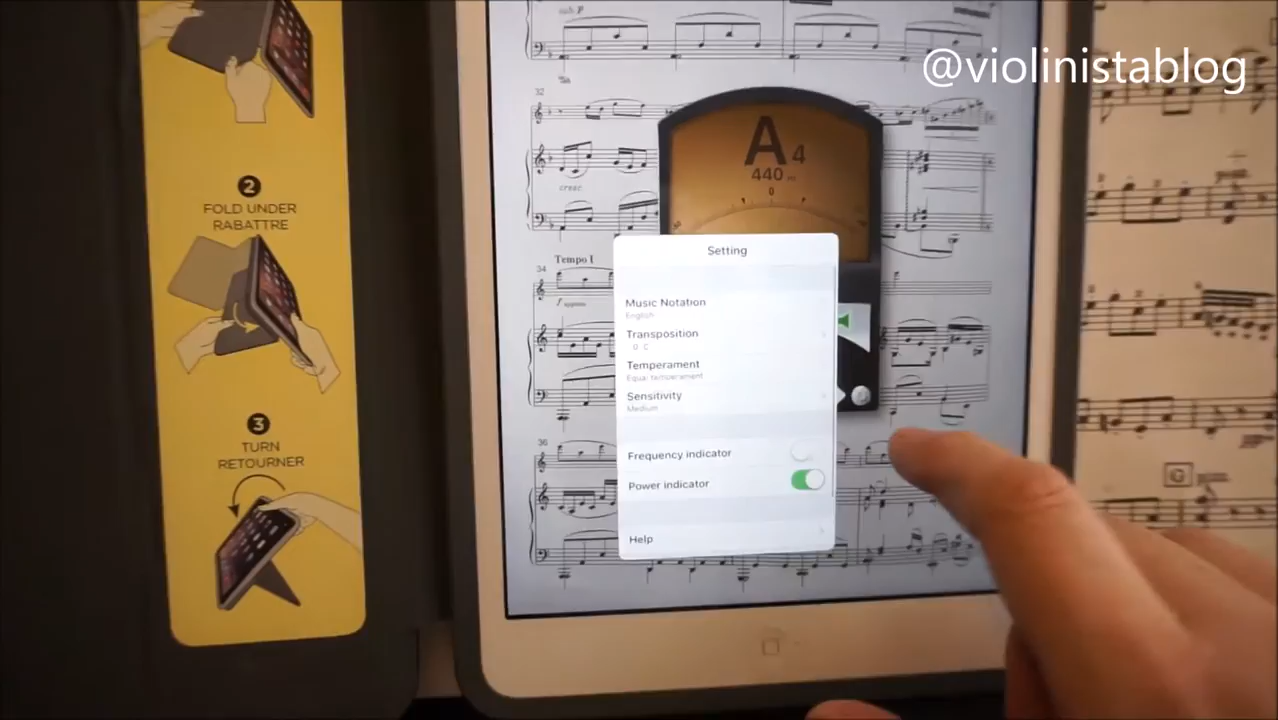 @violinistablog
2
FOLD UNDER
RABATTRE
3
TURN
RETOURNER
32
cresc.
34
Tempo I
36
A4
440
0
Setting
Music Notation
English
Transposition
0 C
Temperament
Equal temperament
Sensitivity
Medium
Frequency indicator
Power indicator
Help
G